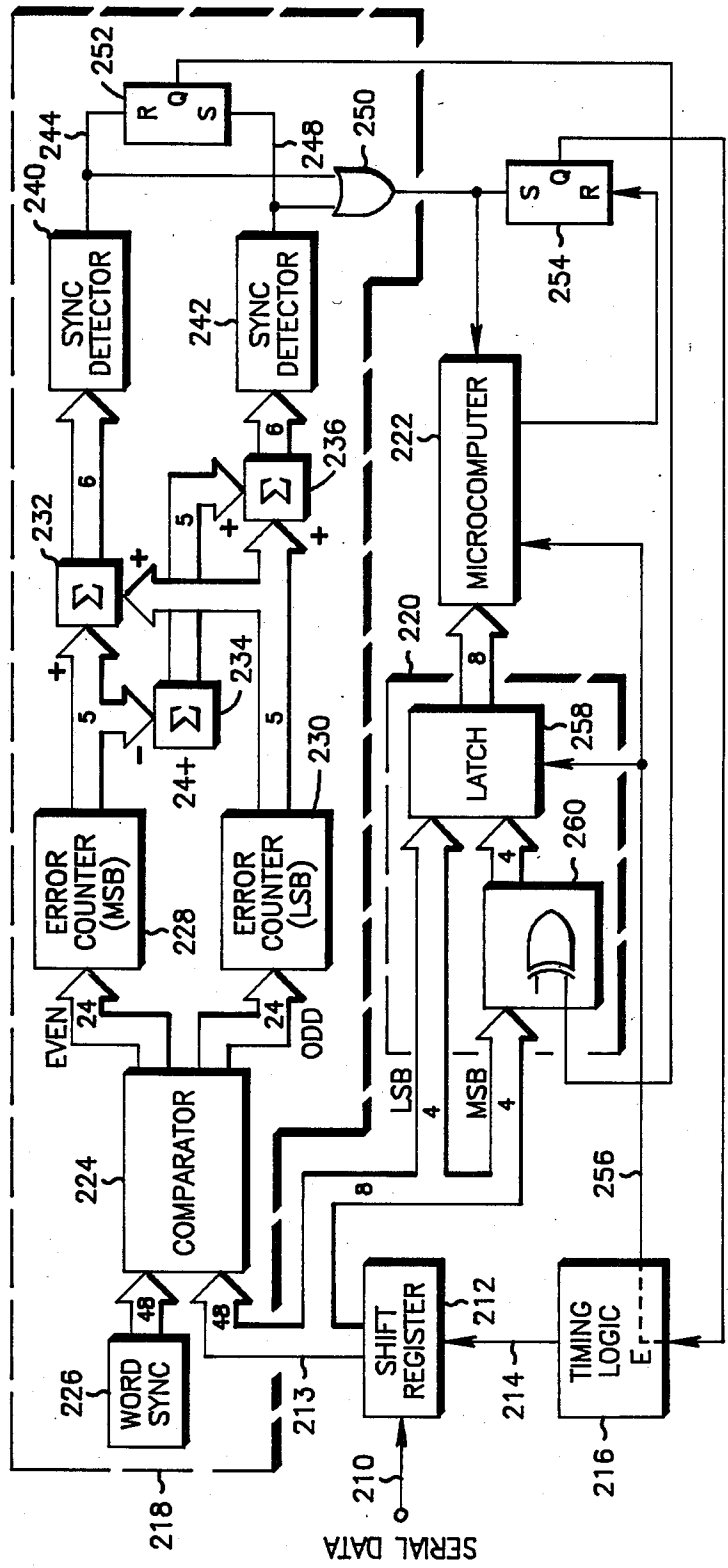 218
226
WORD
SYNC
48
48
213
224
COMPARATOR
EVEN
24
24
ODD
ERROR
COUNTER
(MSB)
228
ERROR
COUNTER
(LSB)
230
5
5
+
-
24+
Σ
234
232
Σ
+
5
+
+
Σ
236
6
6
240
SYNC
DETECTOR
242
SYNC
DETECTOR
244
248
252
R
Q
S
250
SERIAL DATA
210
SHIFT
REGISTER
212
214
TIMING
LOGIC
E
216
8
LSB
4
MSB
4
256
220
LATCH
258
4
260
8
222
MICROCOMPUTER
S
Q
R
254